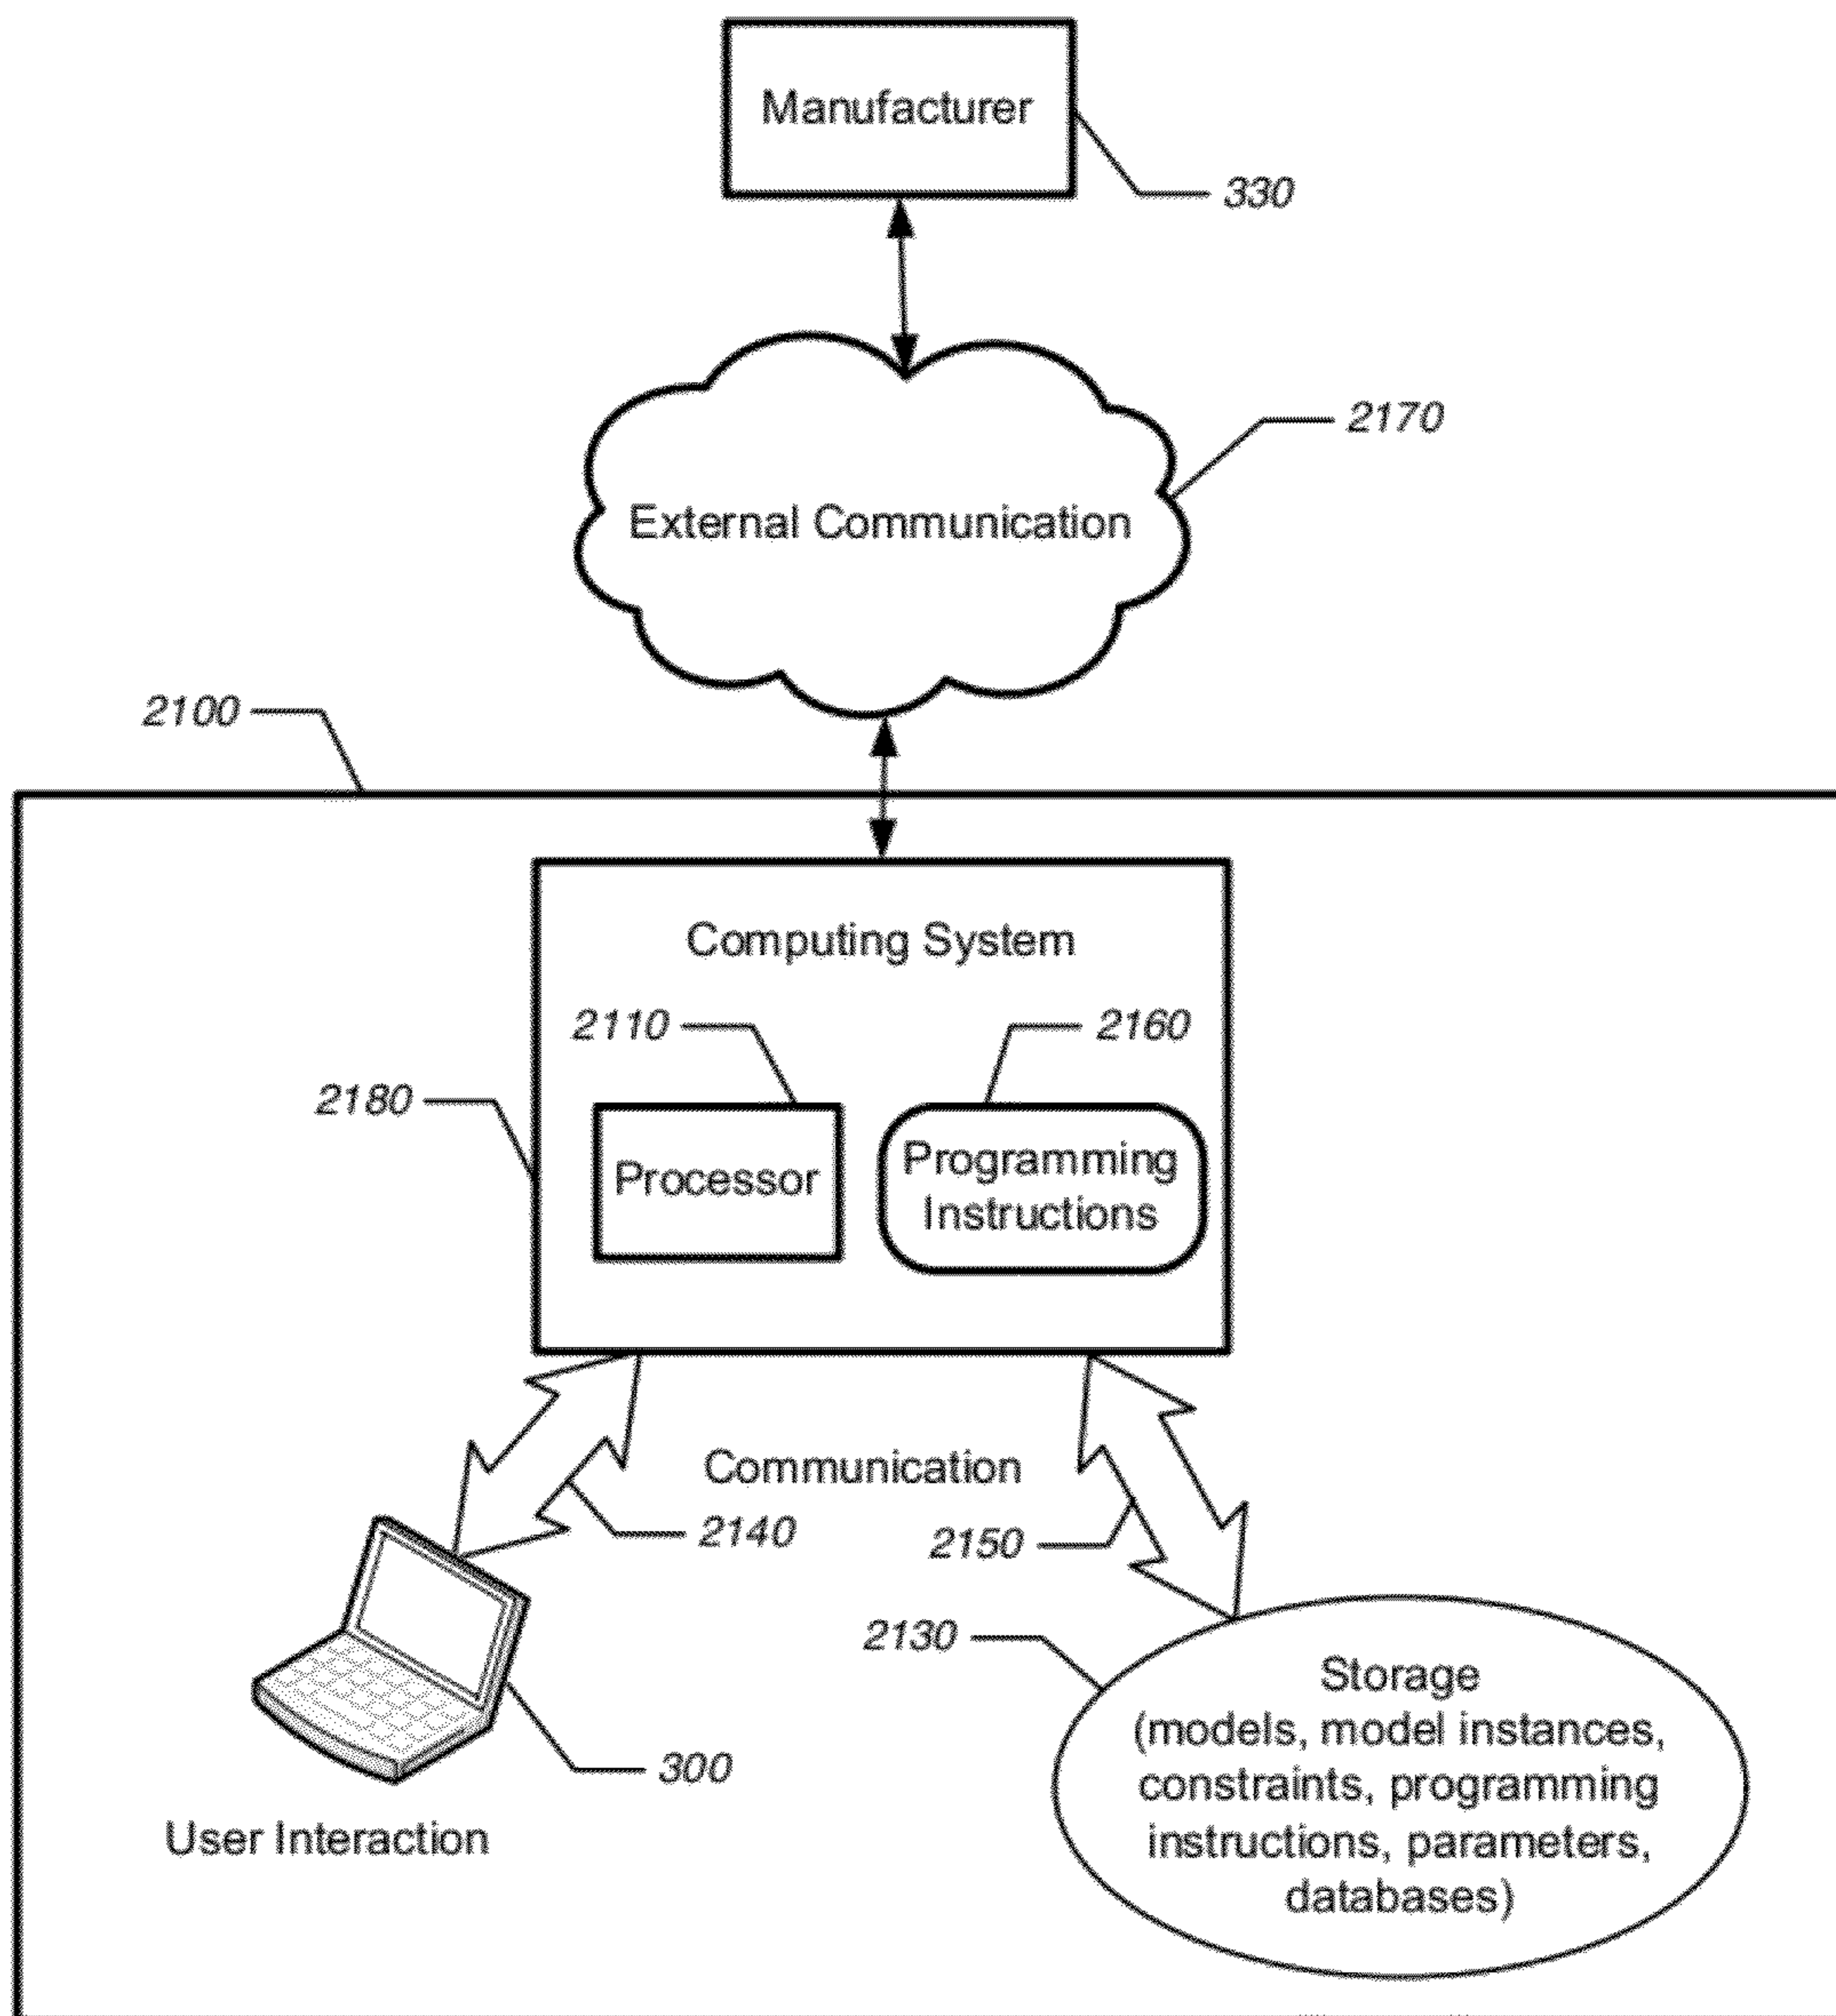 Manufacturer
330
2170
External Communication
2100
Computing System
2110
2160
2180
Processor
Programming
Instructions
Communication
2140
2150
2130
Storage
(models, model instances,
constraints, programming
instructions, parameters,
databases)
300
User Interaction